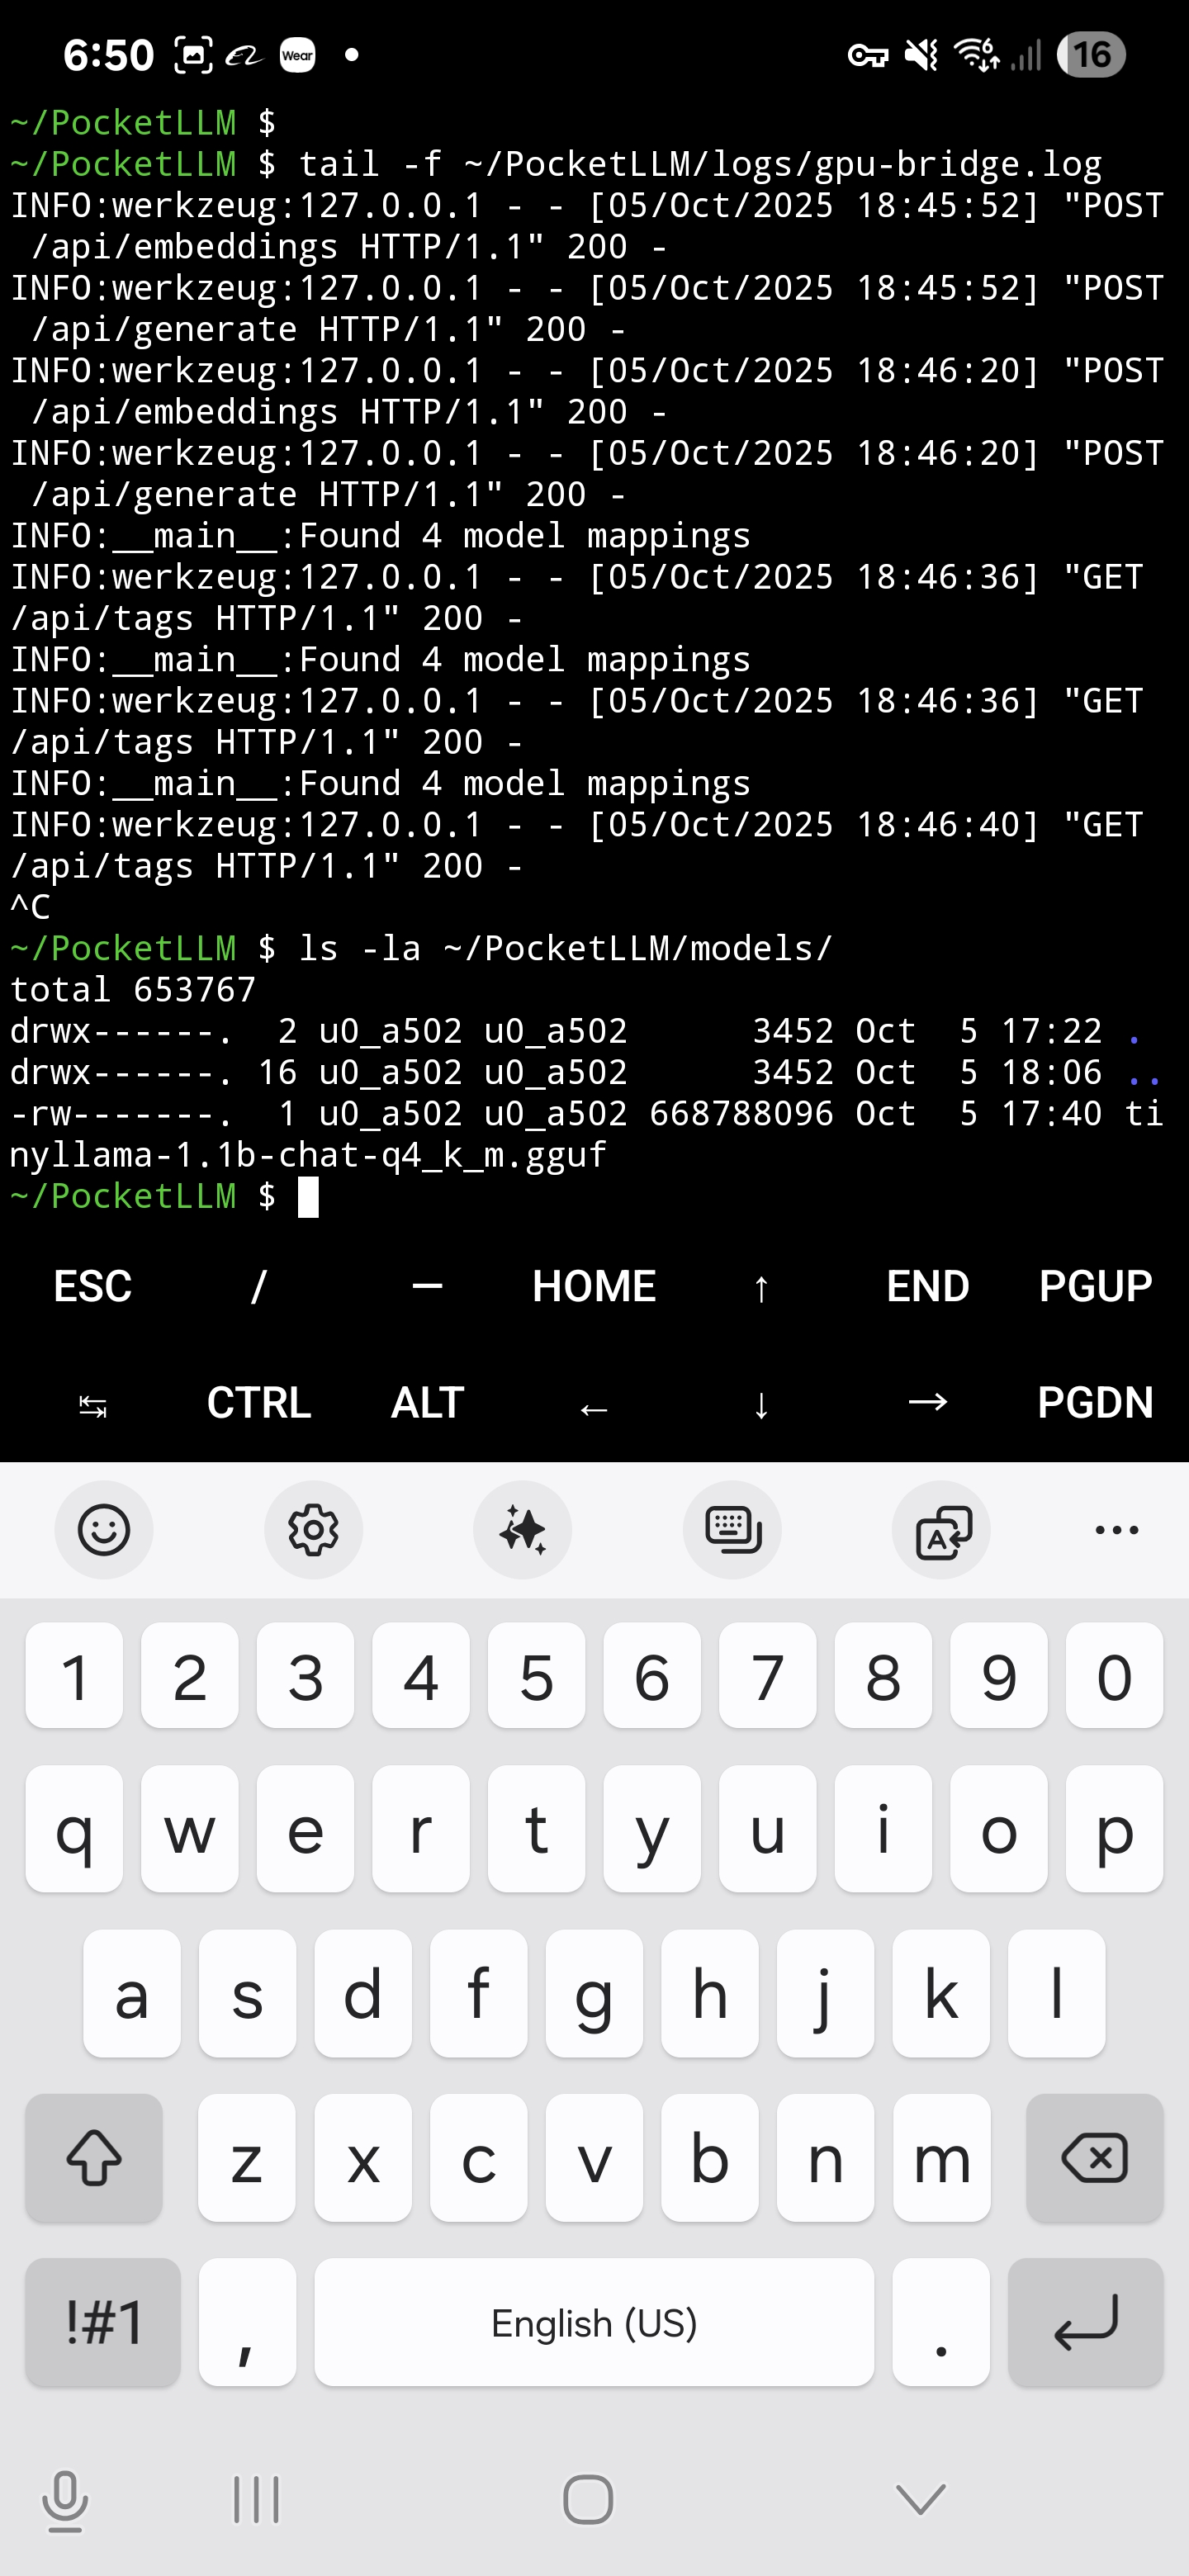 6:50 Wear 6 16
~/PocketLLM $
~/PocketLLM $ tail -f ~/PocketLLM/logs/gpu-bridge.log
INFO:werkzeug:127.0.0.1 - - [05/Oct/2025 18:45:52] "POST
 /api/embeddings HTTP/1.1" 200 -
INFO:werkzeug:127.0.0.1 - - [05/Oct/2025 18:45:52] "POST
 /api/generate HTTP/1.1" 200 -
INFO:werkzeug:127.0.0.1 - - [05/Oct/2025 18:46:20] "POST
 /api/embeddings HTTP/1.1" 200 -
INFO:werkzeug:127.0.0.1 - - [05/Oct/2025 18:46:20] "POST
 /api/generate HTTP/1.1" 200 -
INFO:__main__:Found 4 model mappings
INFO:werkzeug:127.0.0.1 - - [05/Oct/2025 18:46:36] "GET
/api/tags HTTP/1.1" 200 -
INFO:__main__:Found 4 model mappings
INFO:werkzeug:127.0.0.1 - - [05/Oct/2025 18:46:36] "GET
/api/tags HTTP/1.1" 200 -
INFO:__main__:Found 4 model mappings
INFO:werkzeug:127.0.0.1 - - [05/Oct/2025 18:46:40] "GET
/api/tags HTTP/1.1" 200 -
^C
~/PocketLLM $ ls -la ~/PocketLLM/models/
total 653767
drwx------.  2 u0_a502 u0_a502      3452 Oct  5 17:22 .
drwx------. 16 u0_a502 u0_a502      3452 Oct  5 18:06 ..
-rw-------.  1 u0_a502 u0_a502 668788096 Oct  5 17:40 ti
nyllama-1.1b-chat-q4_k_m.gguf
~/PocketLLM $
ESC / — HOME ↑ END PGUP
↹ CTRL ALT ← ↓ → PGDN
A
1 2 3 4 5 6 7 8 9 0
q w e r t y u i o p
a s d f g h j k l
z x c v b n m
!#1 , English (US) .